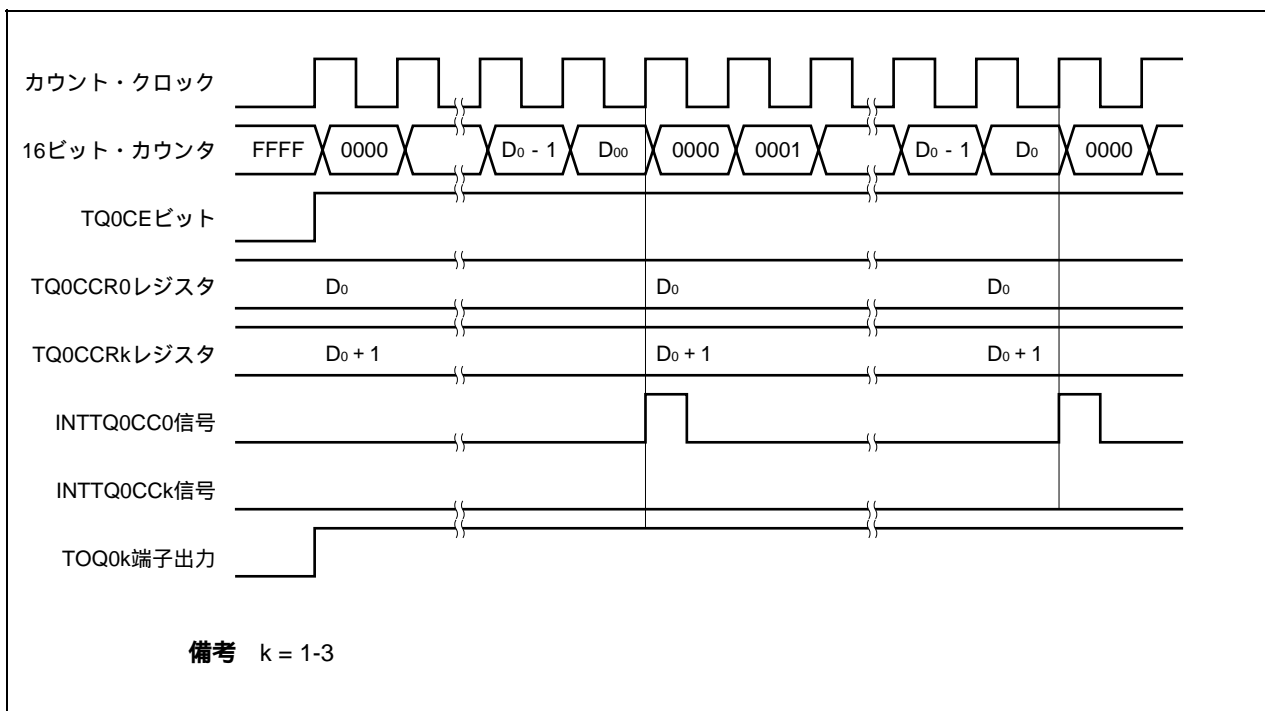 カウント・クロック
16ビット・カウンタ FFFF 0000 D0 - 1 D00 0000 0001 D0 - 1 D0 0000
TQ0CEビット
TQ0CCR0レジスタ D0 D0 D0
TQ0CCRkレジスタ D0 + 1 D0 + 1 D0 + 1
INTTQ0CC0信号
INTTQ0CCk信号
TOQ0k端子出力
備考 k = 1-3